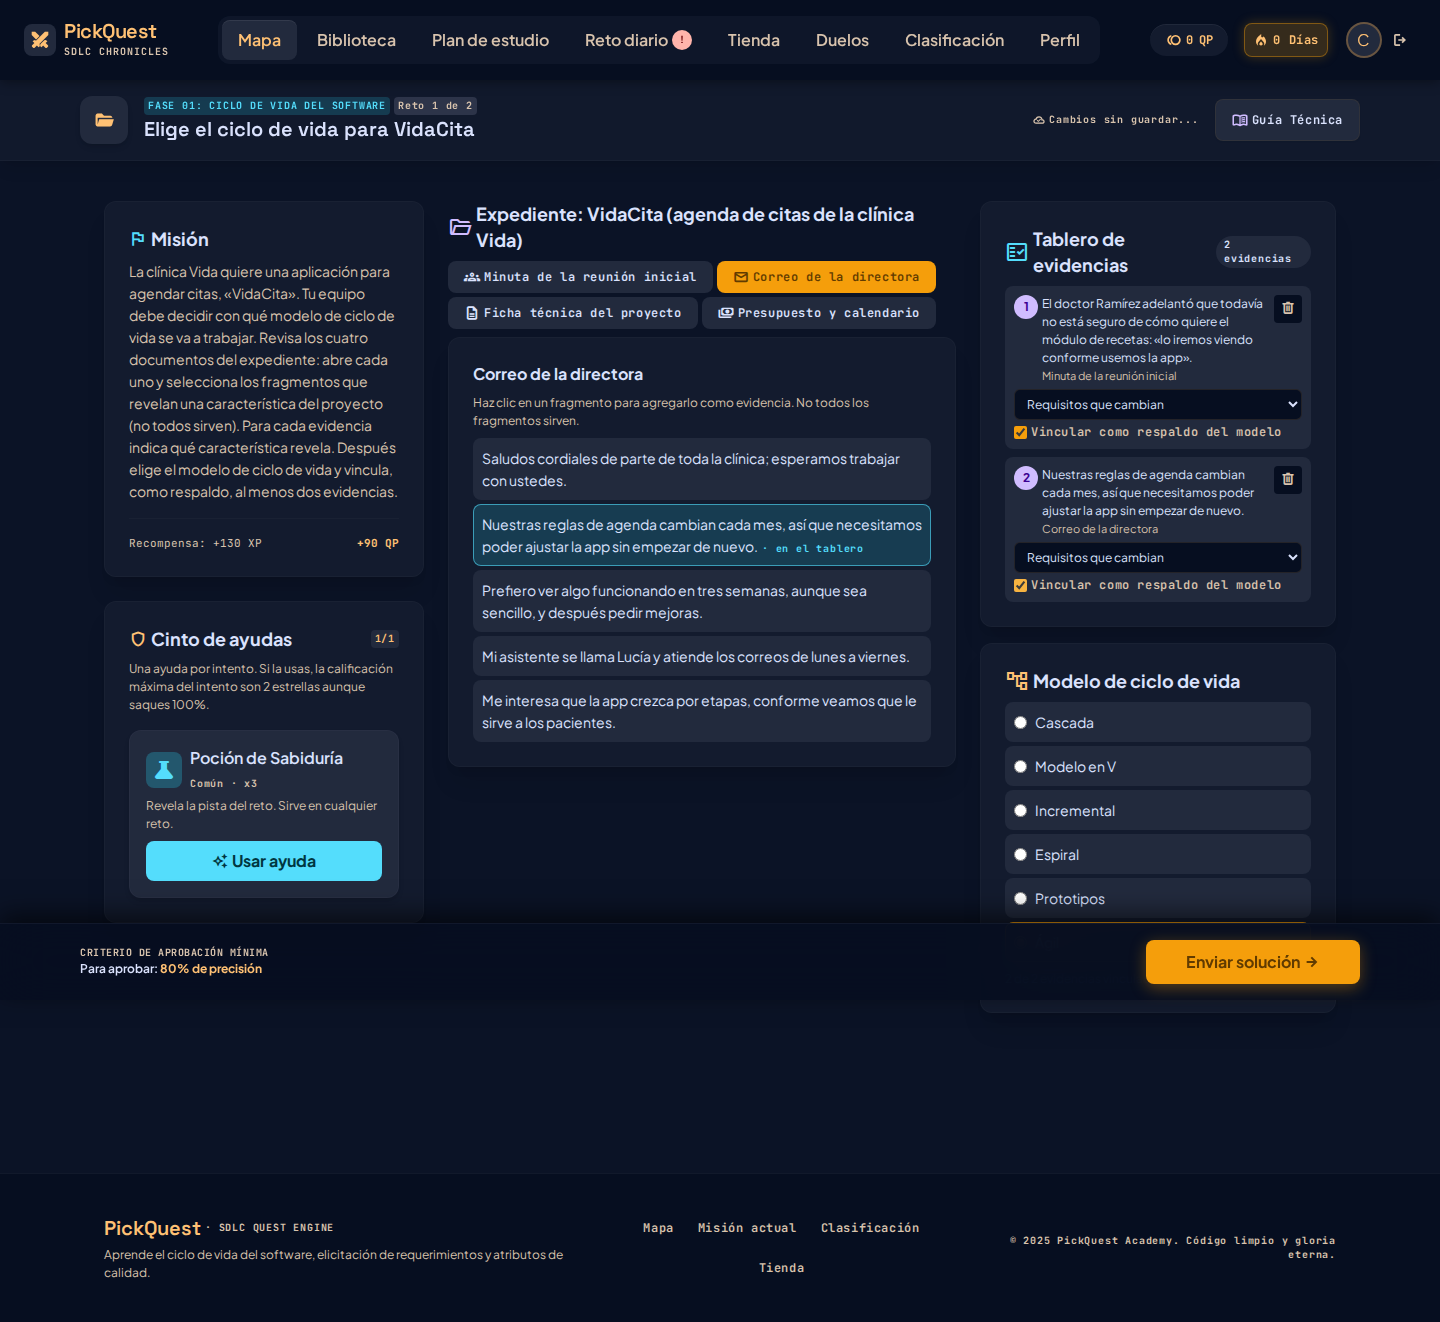 PickQuest
SDLC CHRONICLES
Mapa
Biblioteca
Plan de estudio
Reto diario !
Tienda
Duelos
Clasificación
Perfil
0 QP
0 Días
C
FASE 01: CICLO DE VIDA DEL SOFTWARE
Reto 1 de 2
Elige el ciclo de vida para VidaCita
Cambios sin guardar...
Guía Técnica
Misión
La clínica Vida quiere una aplicación para
agendar citas, «VidaCita». Tu equipo
debe decidir con qué modelo de ciclo de
vida se va a trabajar. Revisa los cuatro
documentos del expediente: abre cada
uno y selecciona los fragmentos que
revelan una característica del proyecto
(no todos sirven). Para cada evidencia
indica qué característica revela. Después
elige el modelo de ciclo de vida y vincula,
como respaldo, al menos dos evidencias.
Recompensa: +130 XP
+90 QP
Cinto de ayudas
1/1
Una ayuda por intento. Si la usas, la calificación
máxima del intento son 2 estrellas aunque
saques 100%.
Poción de Sabiduría
Común · x3
Revela la pista del reto. Sirve en cualquier
reto.
Usar ayuda
Expediente: VidaCita (agenda de citas de la clínica
Vida)
Minuta de la reunión inicial
Correo de la directora
Ficha técnica del proyecto
Presupuesto y calendario
Correo de la directora
Haz clic en un fragmento para agregarlo como evidencia. No todos los
fragmentos sirven.
Saludos cordiales de parte de toda la clínica; esperamos trabajar
con ustedes.
Nuestras reglas de agenda cambian cada mes, así que necesitamos
poder ajustar la app sin empezar de nuevo. · en el tablero
Prefiero ver algo funcionando en tres semanas, aunque sea
sencillo, y después pedir mejoras.
Mi asistente se llama Lucía y atiende los correos de lunes a viernes.
Me interesa que la app crezca por etapas, conforme veamos que le
sirve a los pacientes.
Tablero de
evidencias
2
evidencias
1
El doctor Ramírez adelantó que todavía
no está seguro de cómo quiere el
módulo de recetas: «lo iremos viendo
conforme usemos la app».
Minuta de la reunión inicial
Requisitos que cambian
Vincular como respaldo del modelo
2
Nuestras reglas de agenda cambian
cada mes, así que necesitamos poder
ajustar la app sin empezar de nuevo.
Correo de la directora
Requisitos que cambian
Vincular como respaldo del modelo
Modelo de ciclo de vida
Cascada
Modelo en V
Incremental
Espiral
Prototipos
CRITERIO DE APROBACIÓN MÍNIMA
Para aprobar: 80% de precisión
Enviar solución →
PickQuest · SDLC QUEST ENGINE
Aprende el ciclo de vida del software, elicitación de requerimientos y atributos de
calidad.
Mapa
Misión actual
Clasificación
Tienda
© 2025 PickQuest Academy. Código limpio y gloria
eterna.